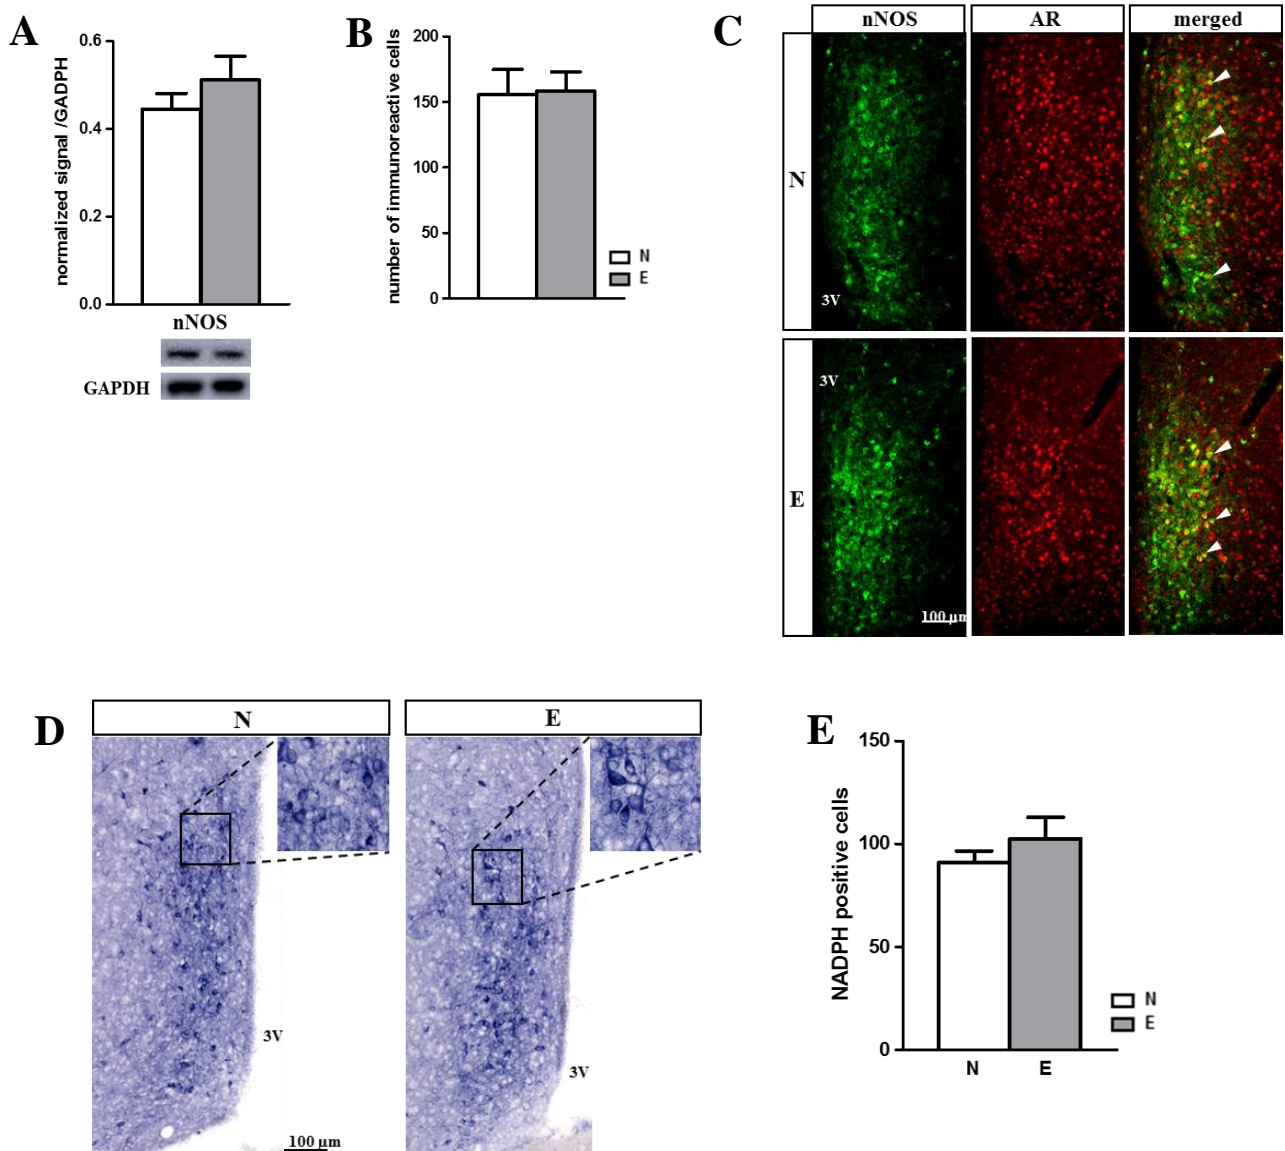 A
0.6
0.4
0.2
0.0
normalized signal /GADPH
nNOS
GAPDH
B
200
150
100
50
0
number of immunoreactive cells
N
E
C
nNOS
AR
merged
N
3V
E
3V
100 µm
D
N
E
3V
3V
100 µm
E
150
100
50
0
NADPH positive cells
N
E
N
E